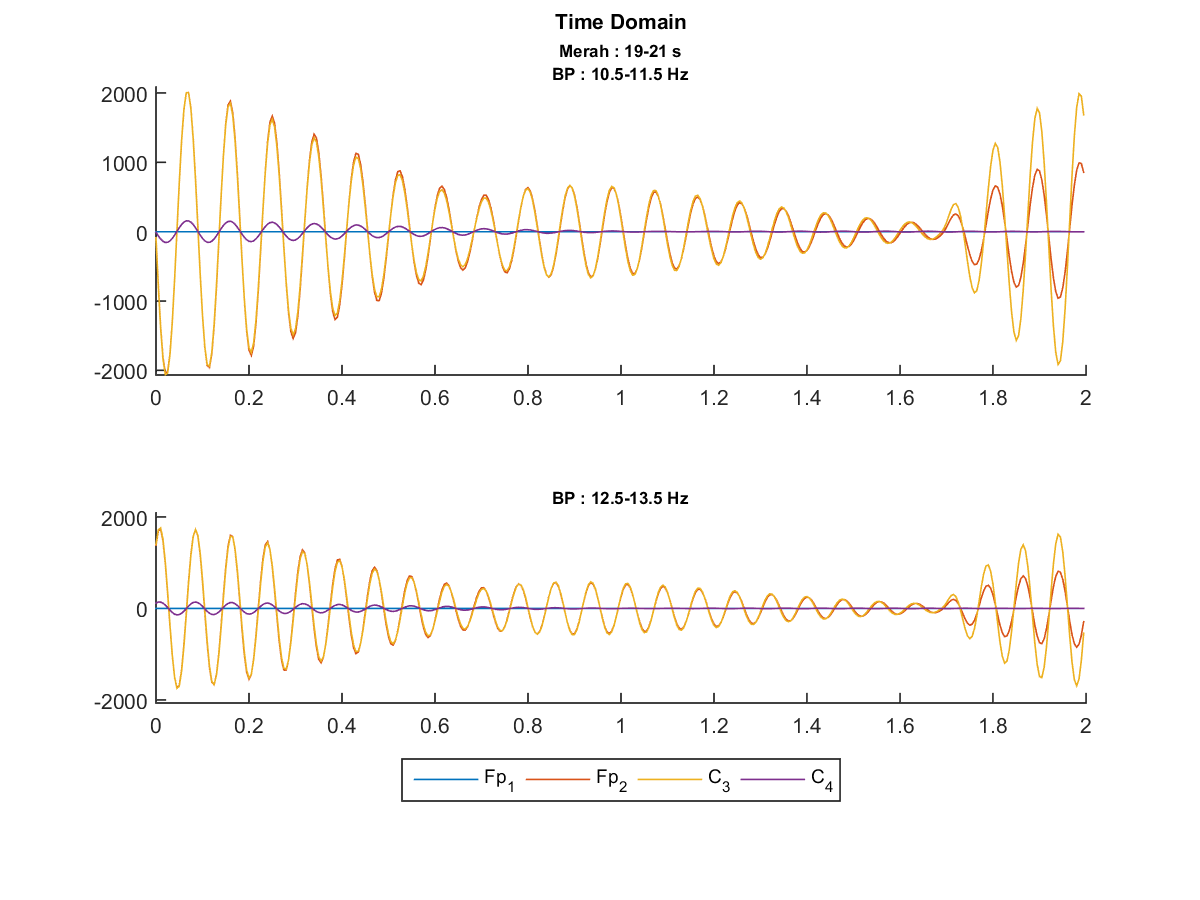 Time Domain
Merah : 19-21 s
BP : 10.5-11.5 Hz
2000
1000
0
-1000
-2000
0 0.2 0.4 0.6 0.8 1 1.2 1.4 1.6 1.8 2
BP : 12.5-13.5 Hz
2000
0
-2000
0 0.2 0.4 0.6 0.8 1 1.2 1.4 1.6 1.8 2
Fp1 Fp2 C3 C4